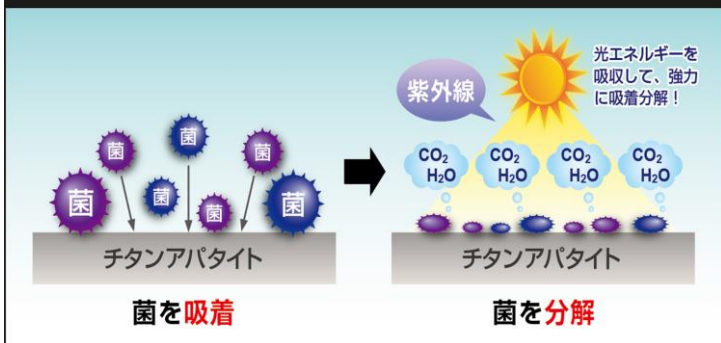 菌
菌
菌
菌
菌
菌
菌
チタンアパタイト
菌を吸着
紫外線
光エネルギーを
吸収して、強力
に吸着分解！
CO2
H2O
CO2
H2O
CO2
H2O
CO2
H2O
チタンアパタイト
菌を分解